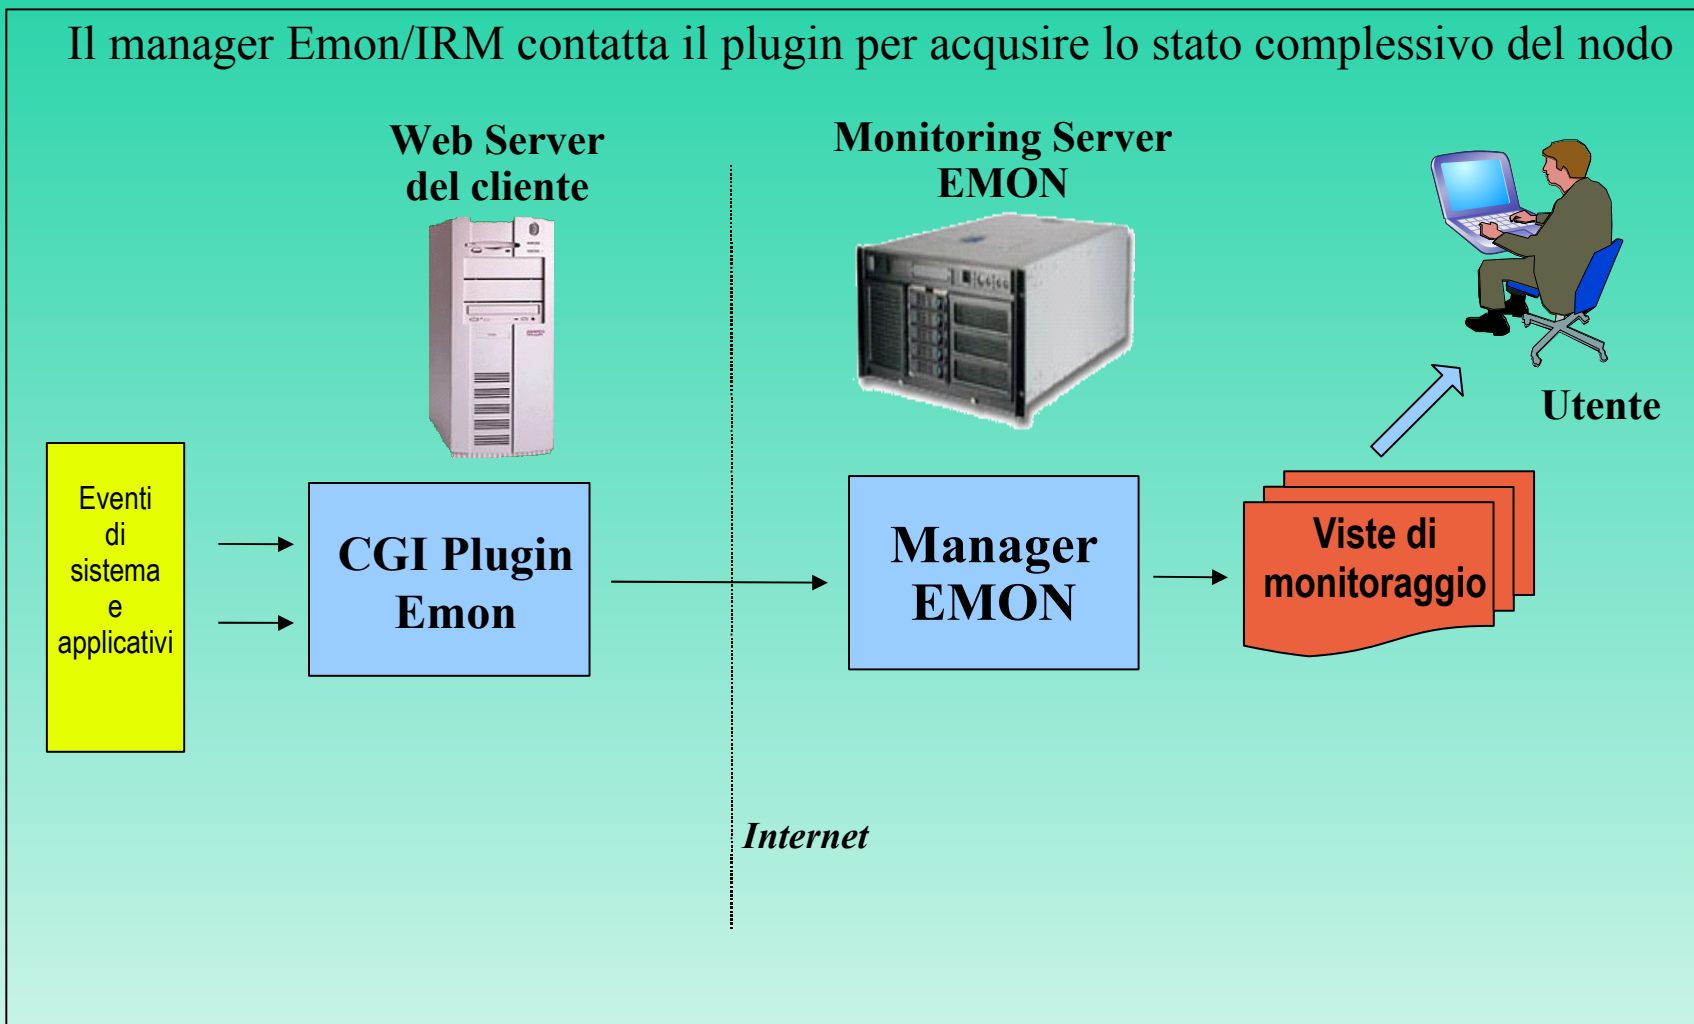 Il manager Emon/IRM contatta il plugin per acqusire lo stato complessivo del nodo
Web Server
del cliente
Monitoring Server
EMON
Utente
Eventi
di
sistema
e
applicativi
CGI Plugin
Emon
Manager
EMON
Viste di
monitoraggio
Internet